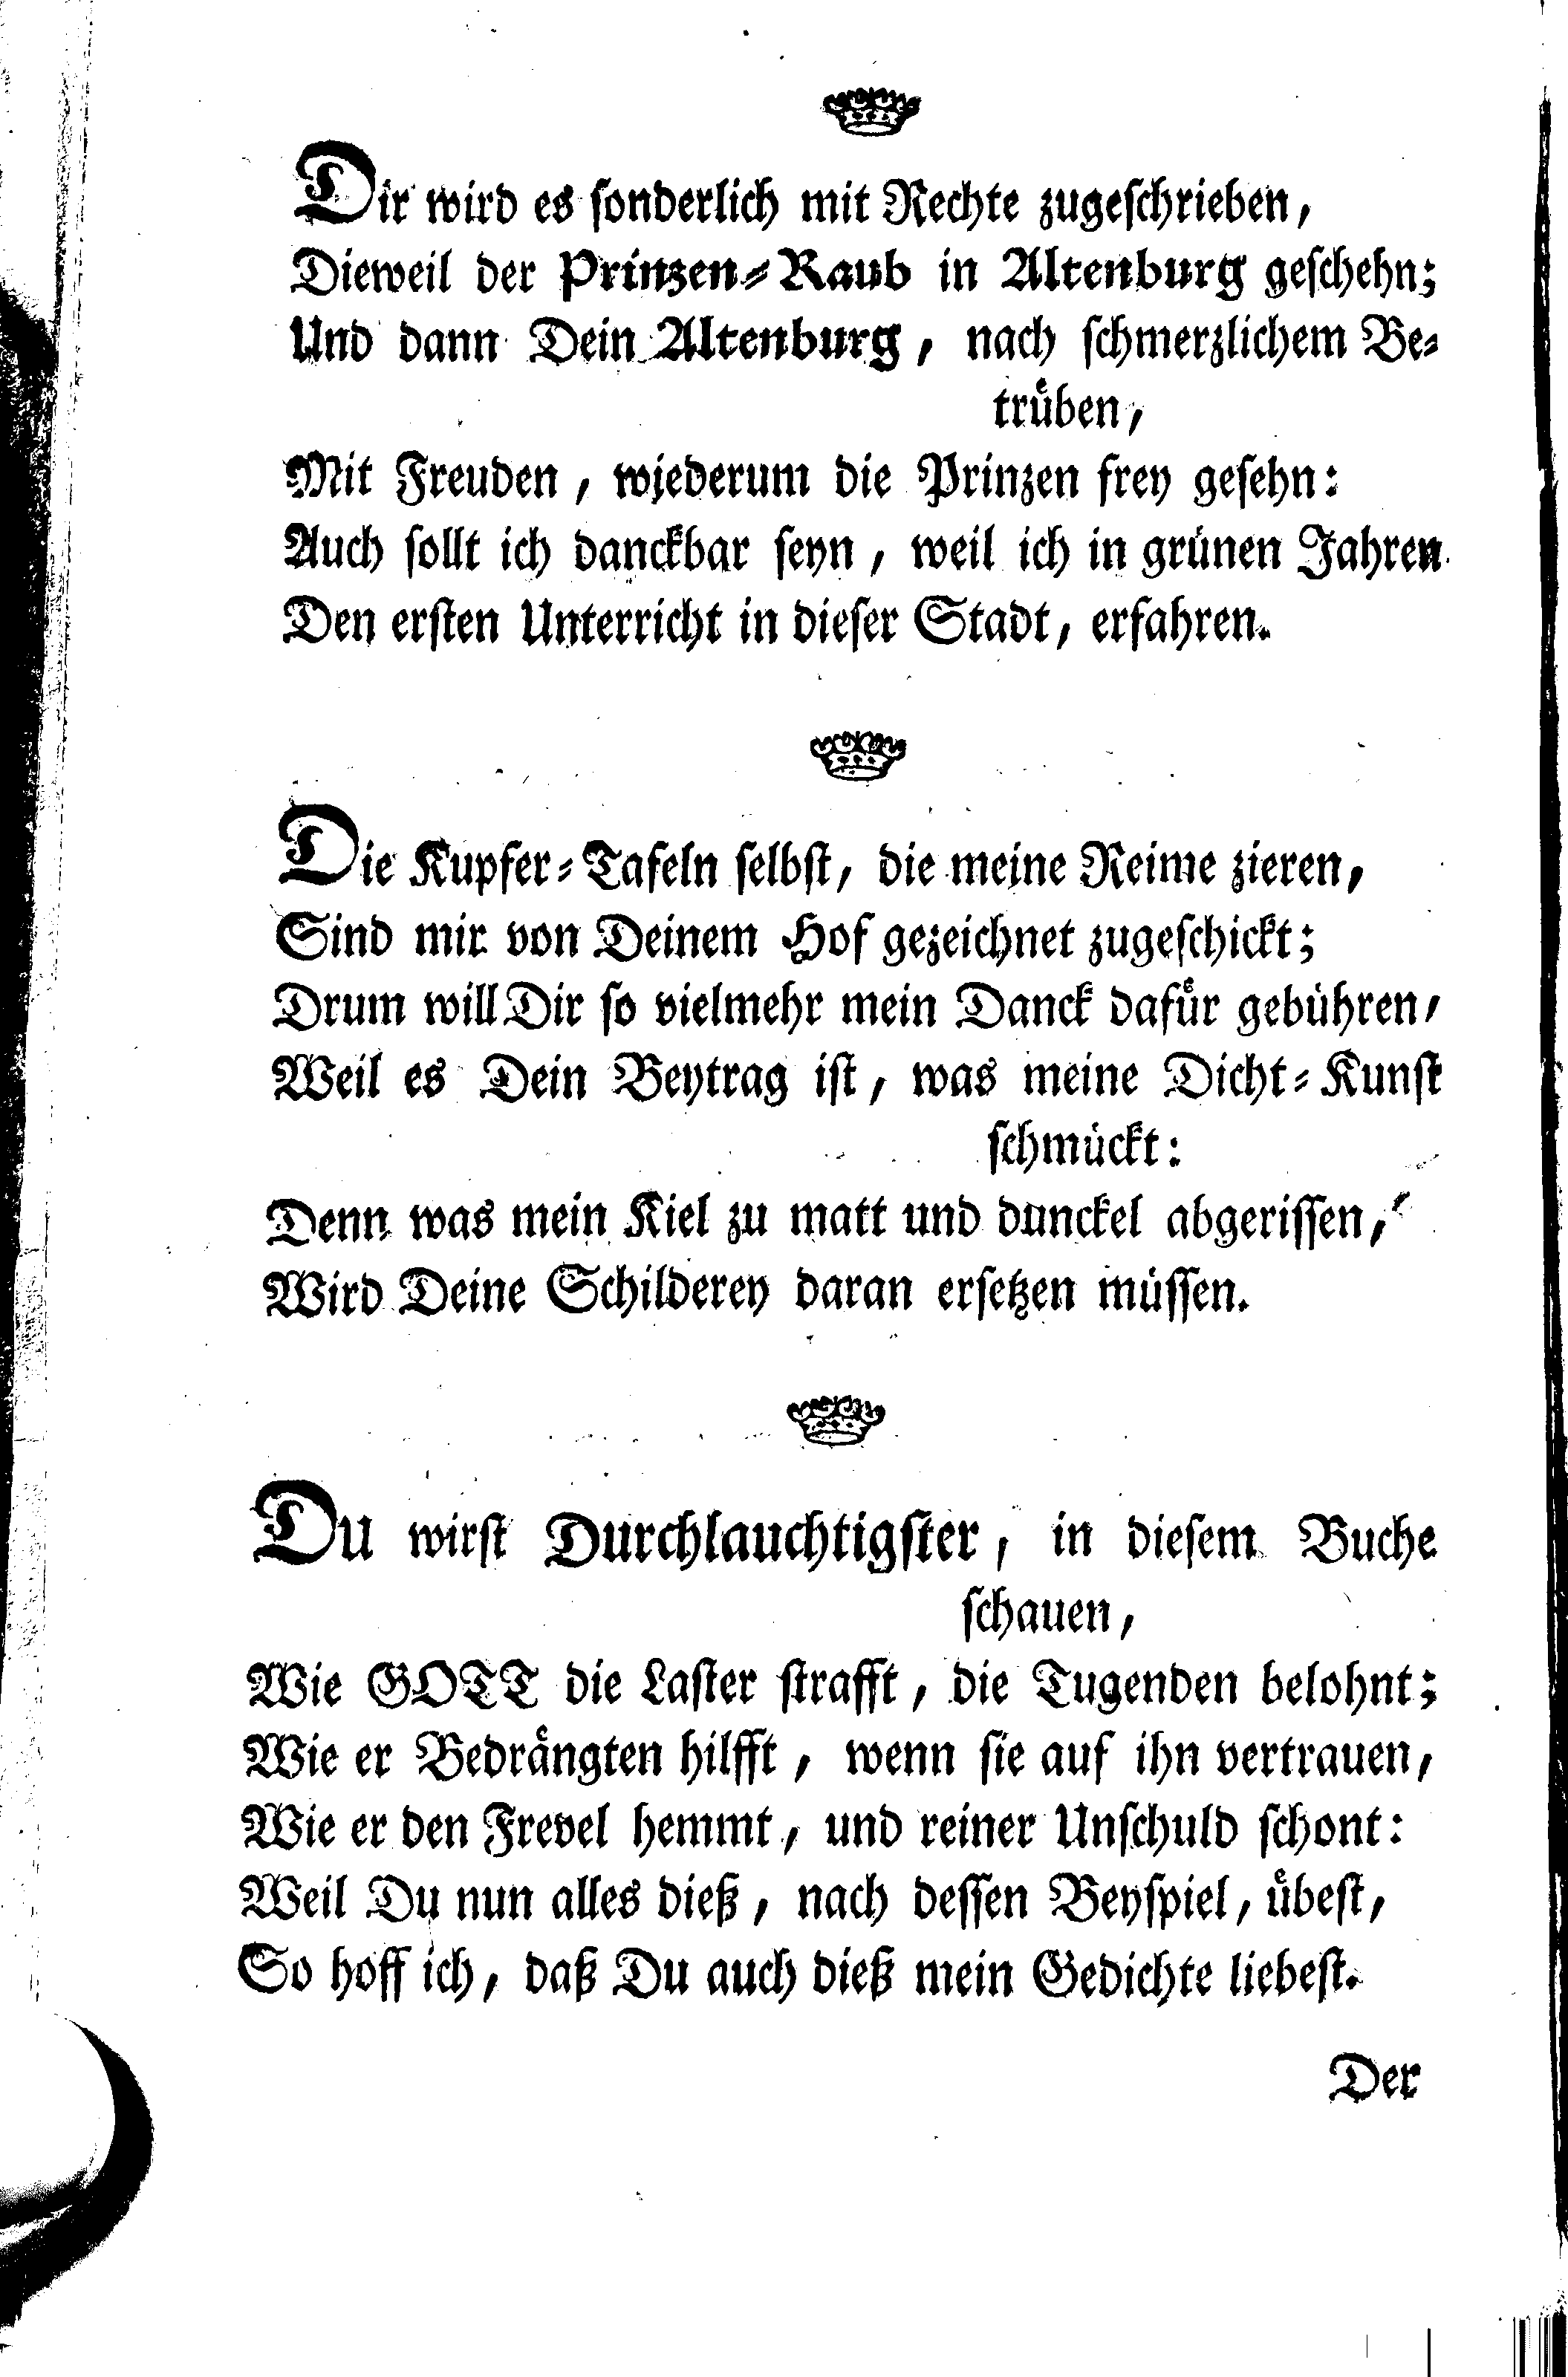 Dir wird es sonderlich mit Rechte zugeschrieben,
Dieweil der Prinzen-Raub in Altenburg geschehn;
Und dann Dein Altenburg, nach schmerzlichem Be-
trüben,
Mit Freuden, wiederum die Prinzen frey gesehn:
Auch sollt ich danckbar seyn, weil ich in grünen Jahren
Den ersten Unterricht in dieser Stadt, erfahren.
Die Kupfer-Tafeln selbst, die meine Reime zieren,
Sind mir von Deinem Hof gezeichnet zugeschickt;
Drum will Dir so vielmehr mein Danck dafür gebühren,
Weil es Dein Beytrag ist, was meine Dicht-Kunst
schmückt:
Denn was mein Kiel zu matt und dunckel abgerissen,
Wird Deine Schilderey daran ersetzen müssen.
Du wirst Durchlauchtigster, in diesem Buche
schauen,
Wie GOTT die Laster strafft, die Tugenden belohnt;
Wie er Bedrängten hilfft, wenn sie auf ihn vertrauen,
Wie er den Frevel hemmt, und reiner Unschuld schont:
Weil Du nun alles dieß, nach dessen Beyspiel, übest,
So hoff ich, daß Du auch dieß mein Gedichte liebest.
Der